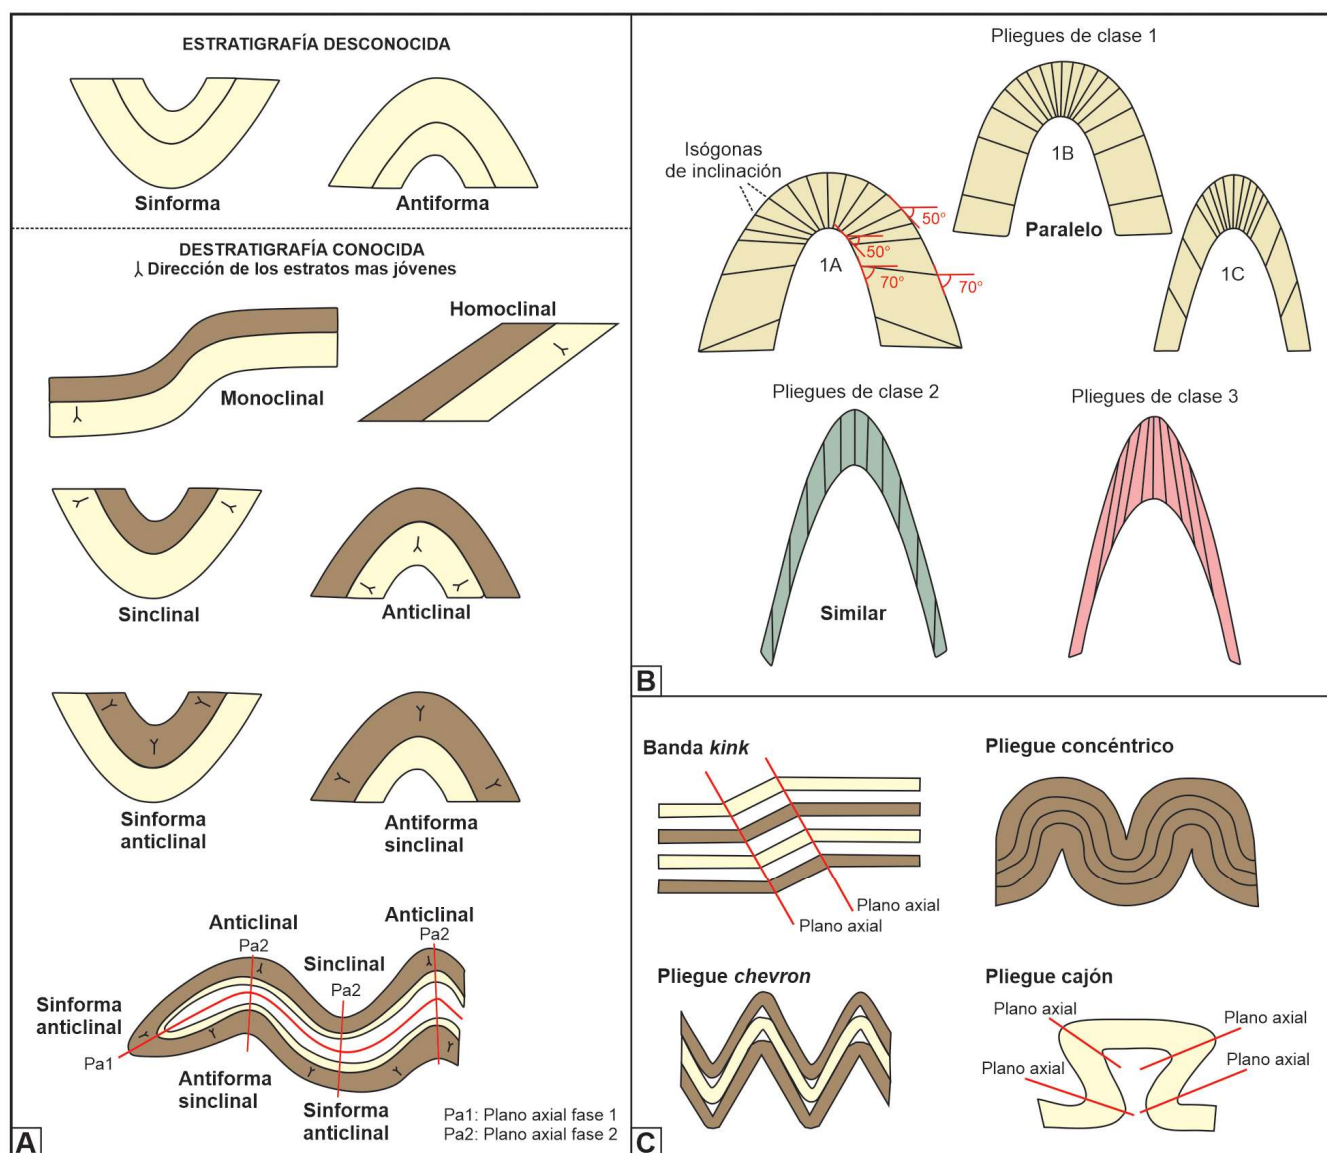 ESTRATIGRAFÍA DESCONOCIDA
Sinforma
Antiforma
DESTRATIGRAFÍA CONOCIDA
Dirección de los estratos mas jóvenes
Homoclinal
Monoclinal
Sinclinal
Anticlinal
Sinforma
anticlinal
Antiforma
sinclinal
Anticlinal
Pa2
Sinclinal
Pa2
Anticlinal
Pa2
Sinforma
anticlinal
Pa1
Antiforma
sinclinal
Sinforma
anticlinal
Pa1: Plano axial fase 1
Pa2: Plano axial fase 2
A
Pliegues de clase 1
Isógonas
de inclinación
1A
50°
50°
70°
70°
1B
Paralelo
1C
Pliegues de clase 2
Similar
Pliegues de clase 3
B
Banda kink
Plano axial
Plano axial
Pliegue concéntrico
Pliegue chevron
Pliegue cajón
Plano axial
Plano axial
Plano axial
Plano axial
C